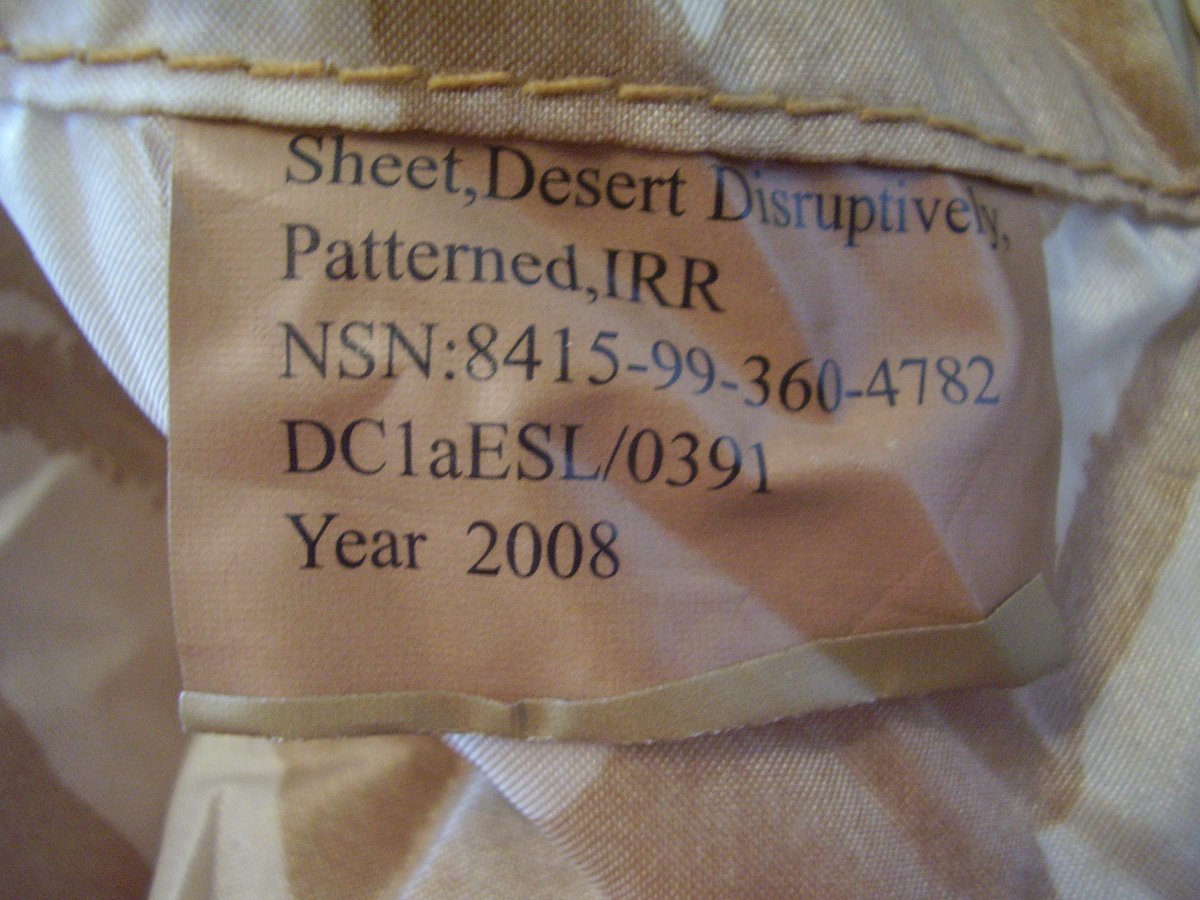 Sheet,Desert Disruptively,
Patterned,IRR
NSN:8415-99-360-4782
DC1aESL/0391
Year 2008